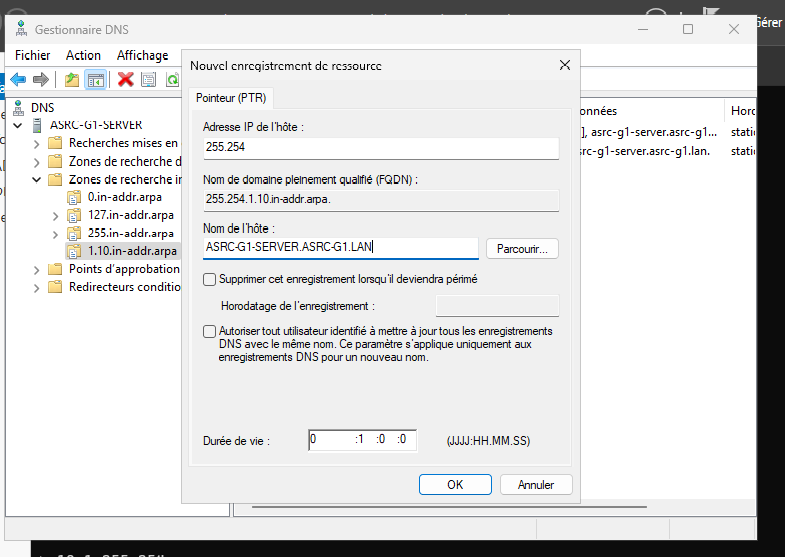 Gérer
Gestionnaire DNS
Fichier Action Affichage
Nouvel enregistrement de ressource
Pointeur (PTR)
DNS
ASRC-G1-SERVER
Recherches mises en
Zones de recherche d
Zones de recherche in
0.in-addr.arpa
127.in-addr.arpa
255.in-addr.arpa
1.10.in-addr.arpa
Points d'approbation
Redirecteurs conditio
Adresse IP de l'hôte :
255.254
Nom de domaine pleinement qualifié (FQDN) :
255.254.1.10.in-addr.arpa.
Nom de l'hôte :
ASRC-G1-SERVER.ASRC-G1.LAN
Parcourir...
Supprimer cet enregistrement lorsqu'il deviendra périmé
Horodatage de l'enregistrement :
Autoriser tout utilisateur identifié à mettre à jour tous les enregistrements
DNS avec le même nom. Ce paramètre s'applique uniquement aux
enregistrements DNS pour un nouveau nom.
Durée de vie : 0 :1 :0 :0 (JJJJ:HH.MM.SS)
OK Annuler
onnées Horo
], asrc-g1-server.asrc-g1... stati
rc-g1-server.asrc-g1.lan. stati